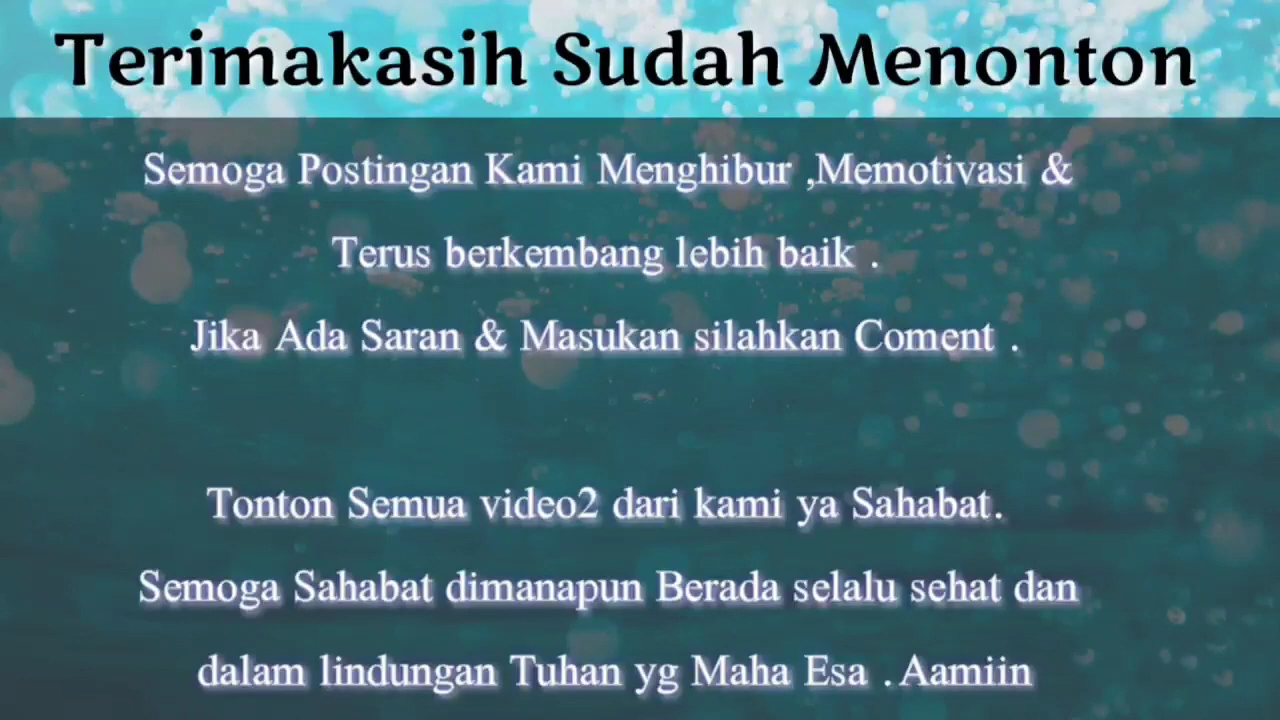 Terimakasih Sudah Menonton
Semoga Postingan Kami Menghibur ,Memotivasi &
Terus berkembang lebih baik .
Jika Ada Saran & Masukan silahkan Coment .
Tonton Semua video2 dari kami ya Sahabat.
Semoga Sahabat dimanapun Berada selalu sehat dan
dalam lindungan Tuhan yg Maha Esa . Aamiin